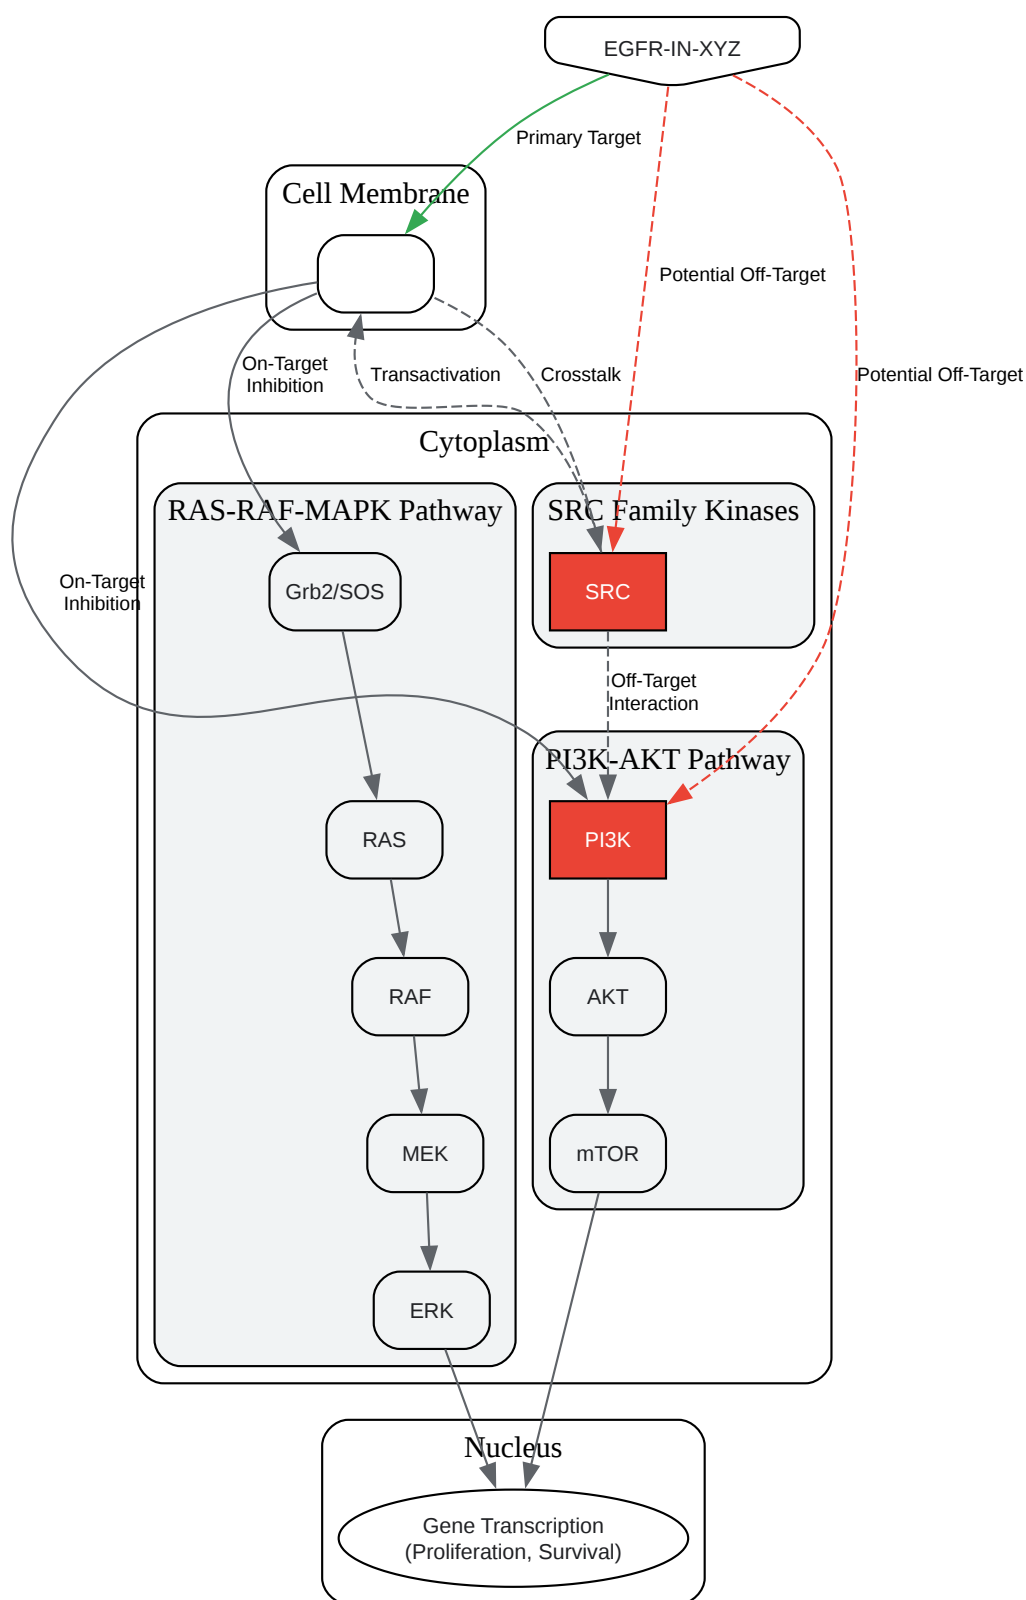 EGFR-IN-XYZ
Primary Target
Cell Membrane
Potential Off-Target
On-Target
Inhibition
Transactivation
Crosstalk
Potential Off-Target
Cytoplasm
RAS-RAF-MAPK Pathway
SRC Family Kinases
On-Target
Inhibition
Grb2/SOS
SRC
Off-Target
Interaction
PI3K-AKT Pathway
RAS
PI3K
RAF
AKT
MEK
mTOR
ERK
Nucleus
Gene Transcription
(Proliferation, Survival)